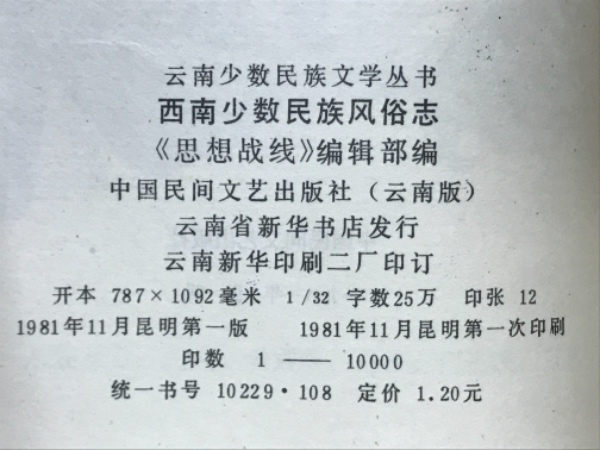 云南少数民族文学丛书
西南少数民族风俗志
《思想战线》编辑部编
中国民间文艺出版社（云南版）
云南省新华书店发行
云南新华印刷二厂印订
开本 787×1092毫米 1/32 字数25万 印张 12
1981年11月昆明第一版 1981年11月昆明第一次印刷
印数 1——10000
统一书号 10229·108 定价 1.20元